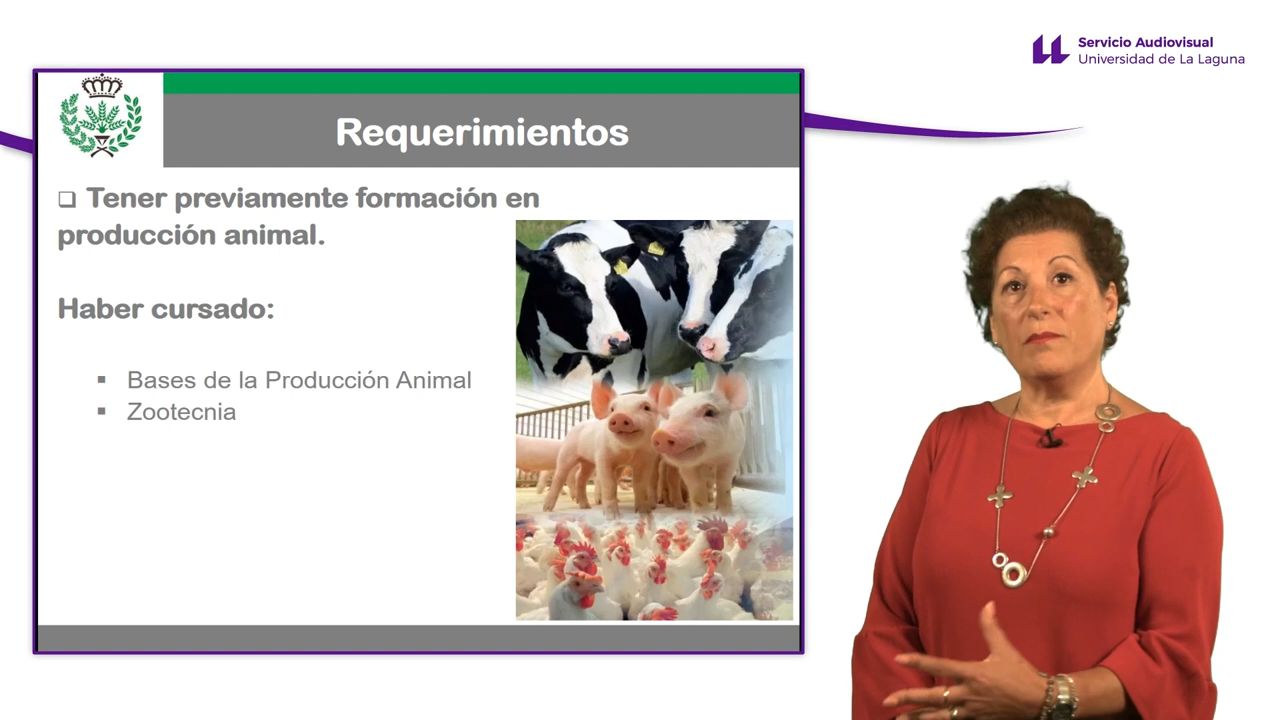 Servicio Audiovisual
Universidad de La Laguna
Requerimientos
❑ Tener previamente formación en
producción animal.
Haber cursado:
▪ Bases de la Producción Animal
▪ Zootecnia